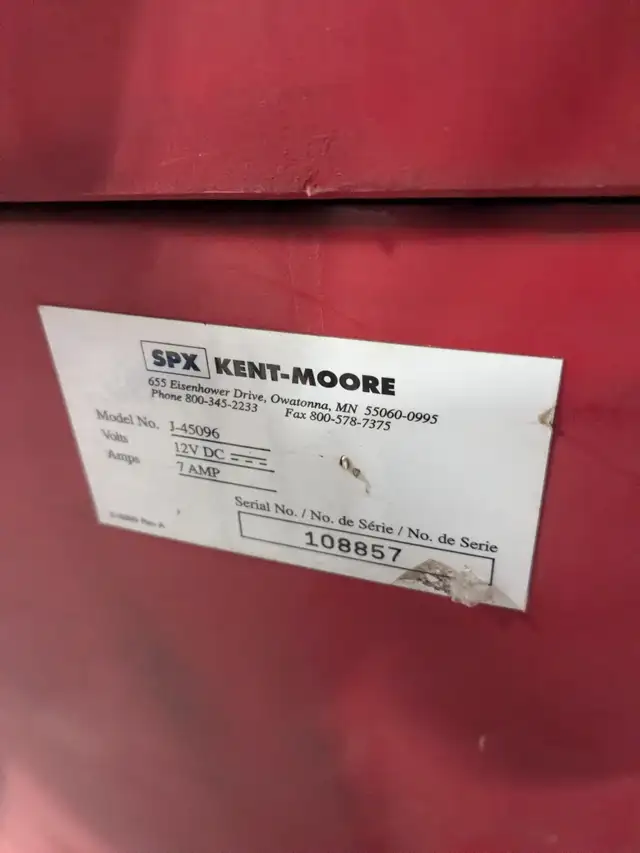 SPX KENT-MOORE
655 Eisenhower Drive, Owatonna, MN 55060-0995
Phone 800-345-2233 Fax 800-578-7375
Model No. J-45096
Volts 12V DC
Amps 7 AMP
Serial No. / No. de Série / No. de Serie
108857
Rev A